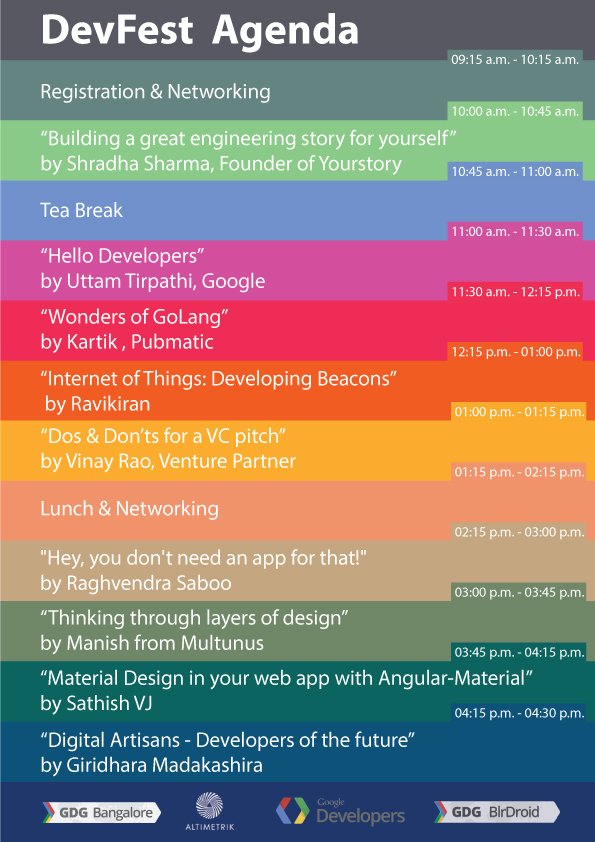 DevFest Agenda
09:15 a.m. - 10:15 a.m.
Registration & Networking
10:00 a.m. - 10:45 a.m.
“Building a great engineering story for yourself”
by Shradha Sharma, Founder of Yourstory
10:45 a.m. - 11:00 a.m.
Tea Break
11:00 a.m. - 11:30 a.m.
“Hello Developers”
by Uttam Tirpathi, Google
11:30 a.m. - 12:15 p.m.
“Wonders of GoLang”
by Kartik , Pubmatic
12:15 p.m. - 01:00 p.m.
“Internet of Things: Developing Beacons”
by Ravikiran
01:00 p.m. - 01:15 p.m.
“Dos & Don’ts for a VC pitch”
by Vinay Rao, Venture Partner
01:15 p.m. - 02:15 p.m.
Lunch & Networking
02:15 p.m. - 03:00 p.m.
"Hey, you don't need an app for that!"
by Raghvendra Saboo
03:00 p.m. - 03:45 p.m.
“Thinking through layers of design”
by Manish from Multunus
03:45 p.m. - 04:15 p.m.
“Material Design in your web app with Angular-Material”
by Sathish VJ
04:15 p.m. - 04:30 p.m.
“Digital Artisans - Developers of the future”
by Giridhara Madakashira
GDG Bangalore
ALTIMETRIK
Google
Developers
GDG BlrDroid